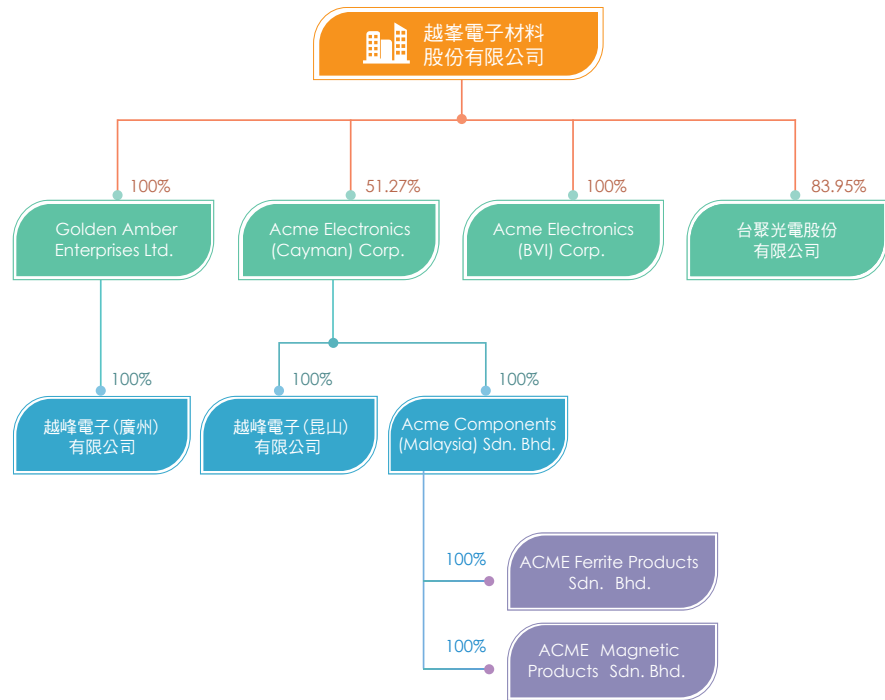 越峯電子材料
股份有限公司
100%
51.27%
100%
83.95%
Golden Amber
Enterprises Ltd.
Acme Electronics
(Cayman) Corp.
Acme Electronics
(BVI) Corp.
台聚光電股份
有限公司
100%
100%
100%
越峰電子(廣州)
有限公司
越峰電子(昆山)
有限公司
Acme Components
(Malaysia) Sdn. Bhd.
100%
ACME Ferrite Products
Sdn. Bhd.
100%
ACME Magnetic
Products Sdn. Bhd.